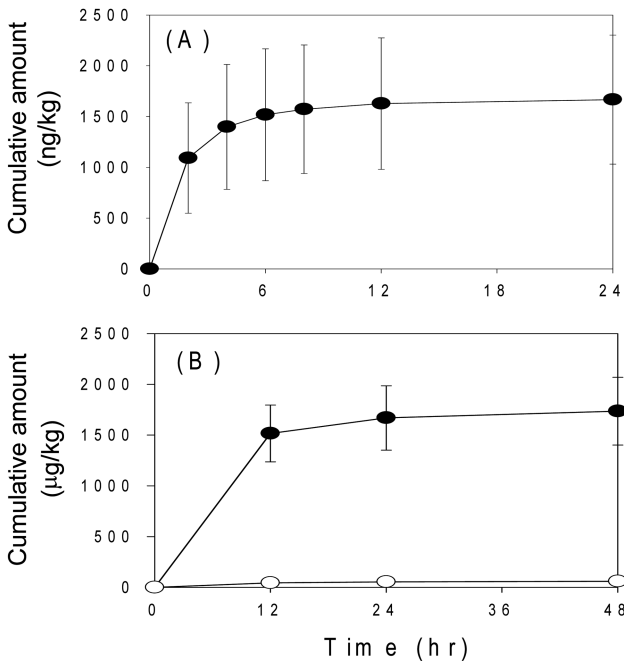 (A)
Cumulative amount
(ng/kg)
2500
2000
1500
1000
500
0
0 6 12 18 24
(B)
Cumulative amount
(µg/kg)
2500
2000
1500
1000
500
0
0 12 24 36 48
Time (hr)